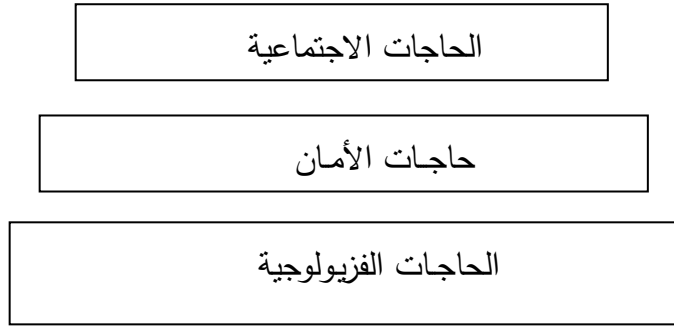 الحاجات الاجتماعية
حاجات الأمان
الحاجات الفزيولوجية